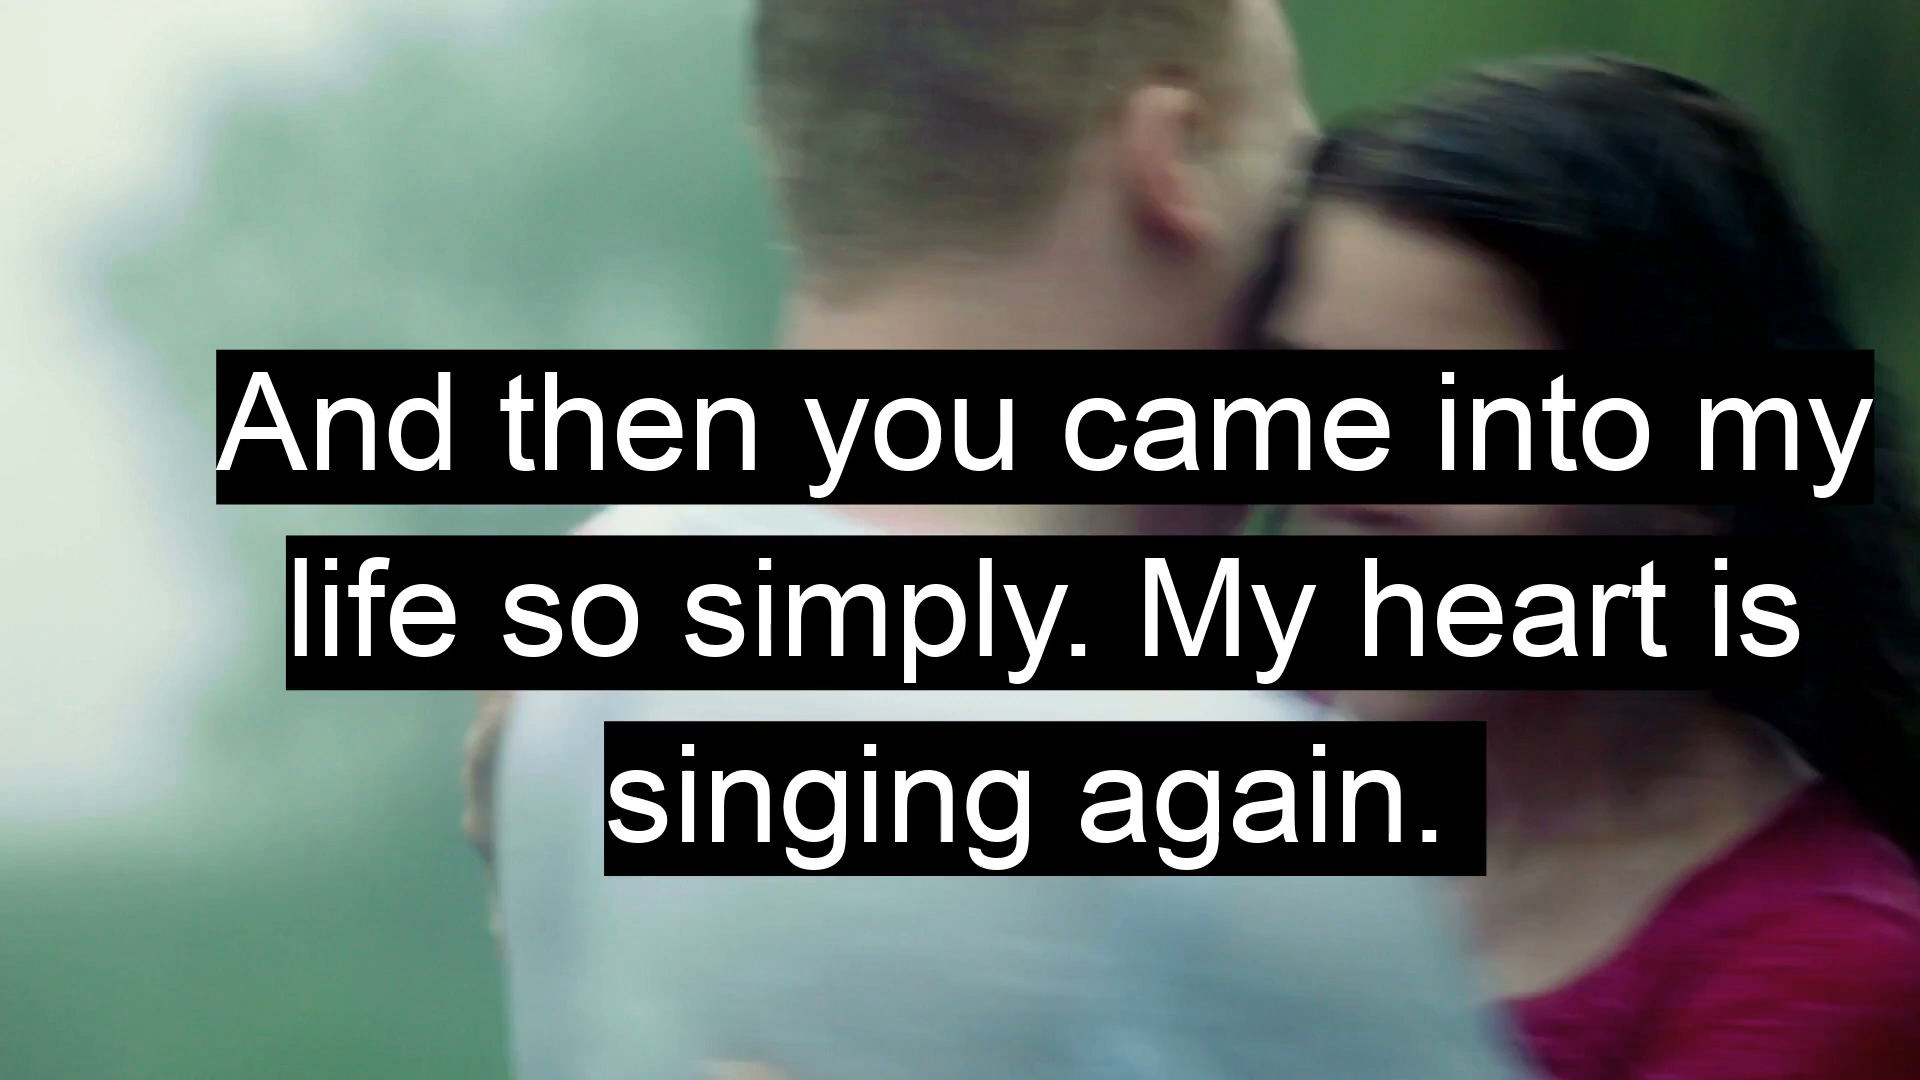 And then you came into my
life so simply. My heart is
singing again.